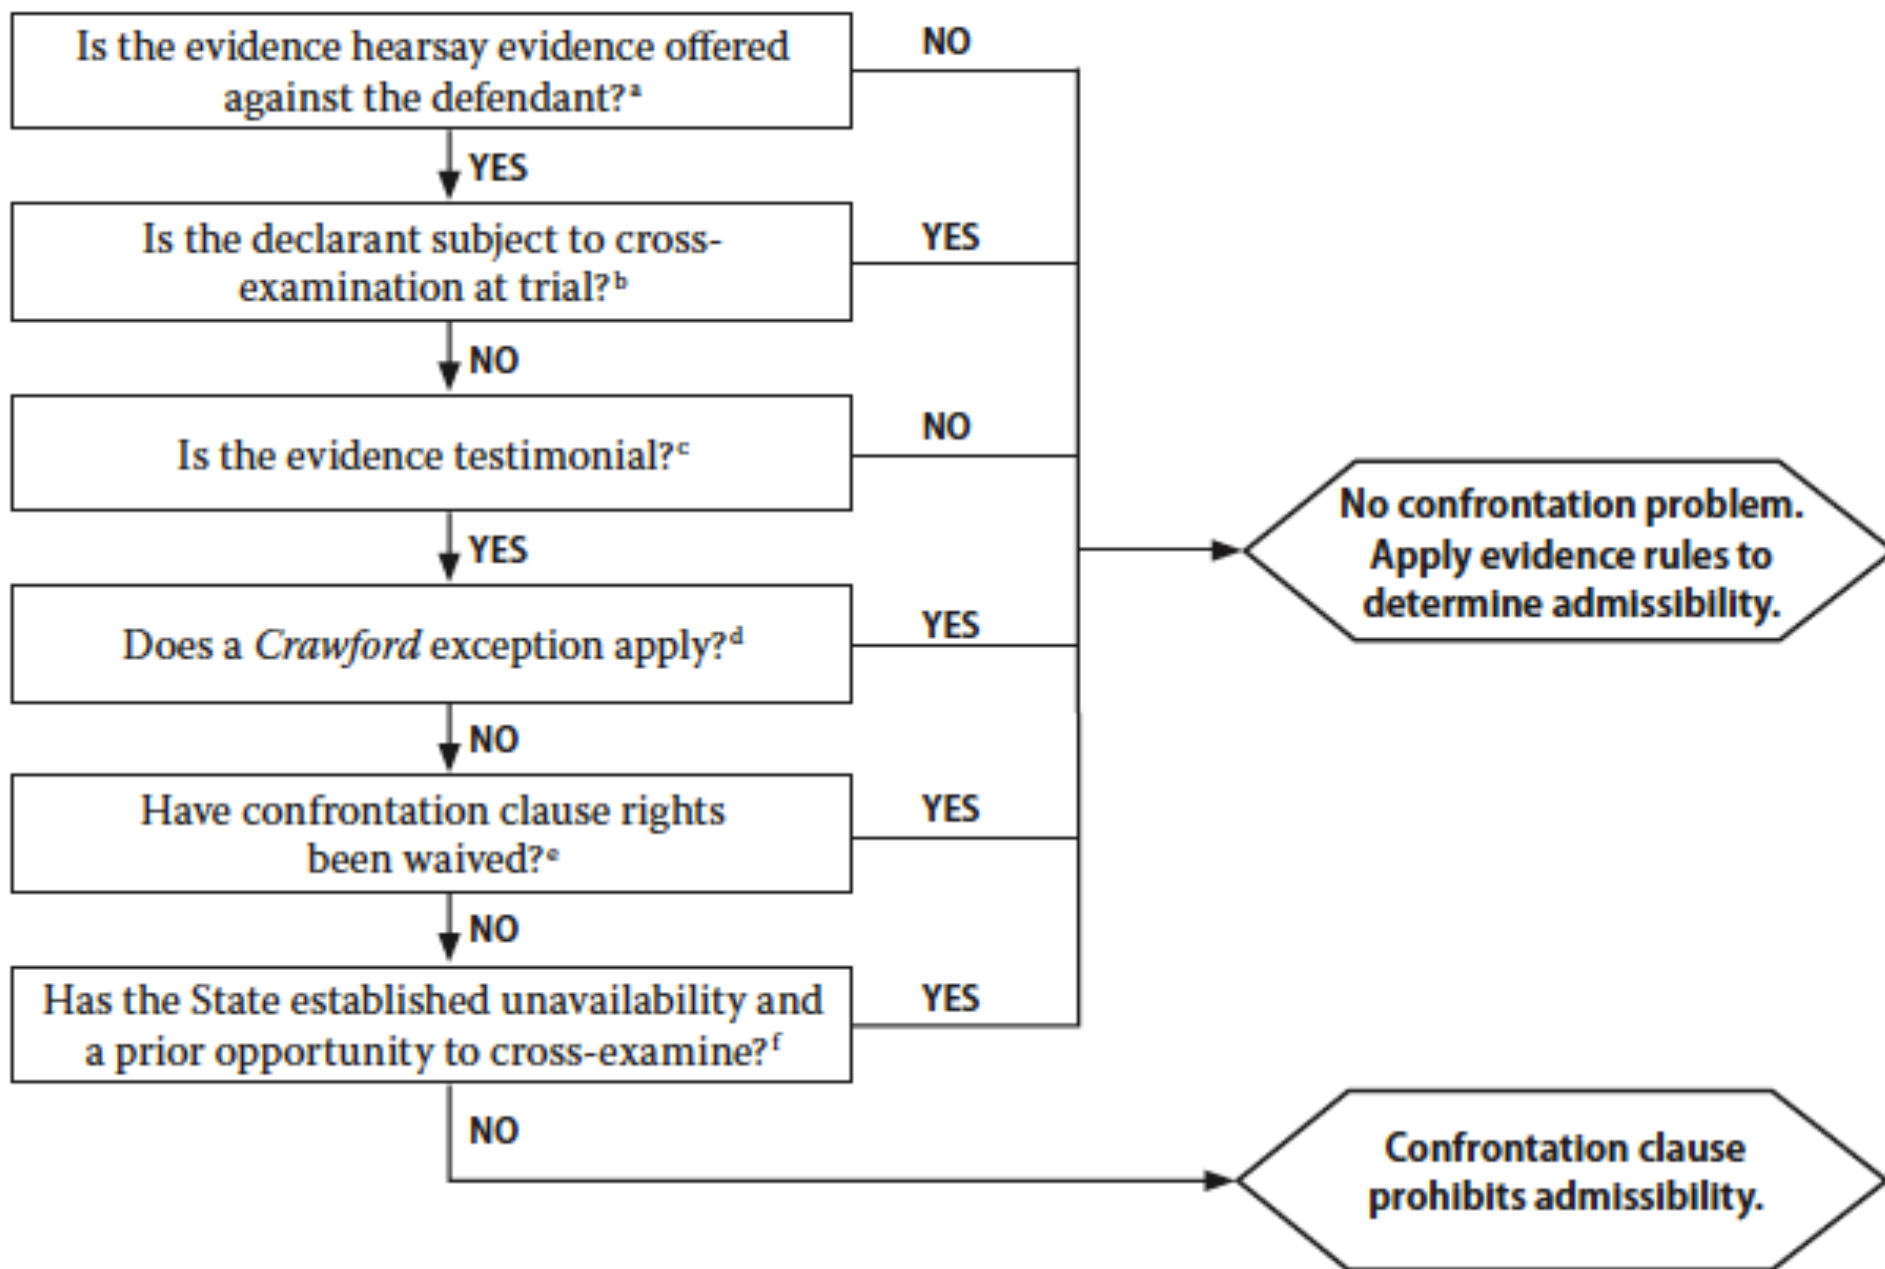 Is the evidence hearsay evidence offered
against the defendant?ᵃ
NO
YES
Is the declarant subject to cross-
examination at trial?ᵇ
YES
NO
Is the evidence testimonial?ᶜ
NO
YES
Does a Crawford exception apply?ᵈ
YES
NO
Have confrontation clause rights
been waived?ᵉ
YES
NO
Has the State established unavailability and
a prior opportunity to cross-examine?ᶠ
YES
NO
No confrontation problem.
Apply evidence rules to
determine admissibility.
Confrontation clause
prohibits admissibility.